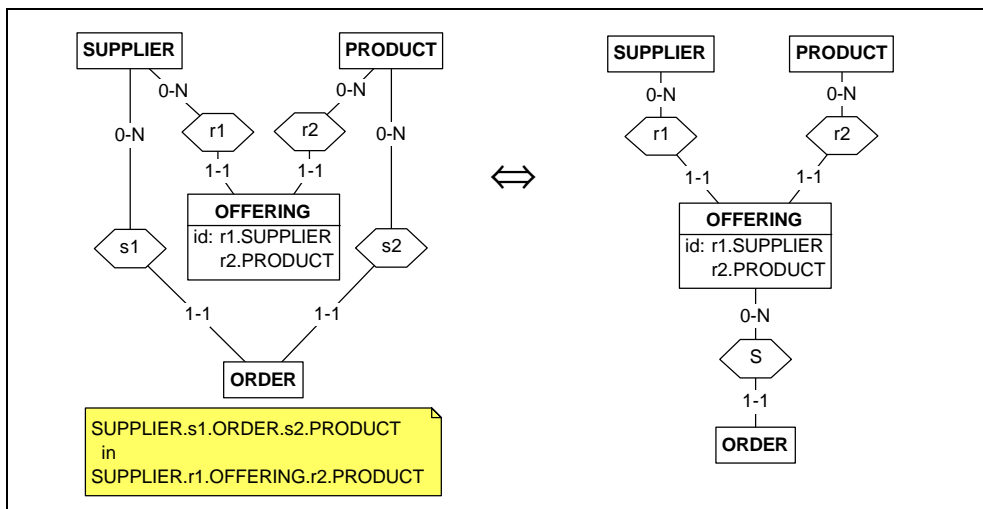 SUPPLIER PRODUCT
0-N 0-N
r1 r2
0-N 0-N
1-1 1-1
OFFERING
id: r1.SUPPLIER
r2.PRODUCT
s1 s2
1-1 1-1
ORDER
SUPPLIER.s1.ORDER.s2.PRODUCT
in
SUPPLIER.r1.OFFERING.r2.PRODUCT
⇔
SUPPLIER PRODUCT
0-N 0-N
r1 r2
1-1 1-1
OFFERING
id: r1.SUPPLIER
r2.PRODUCT
0-N
S
1-1
ORDER